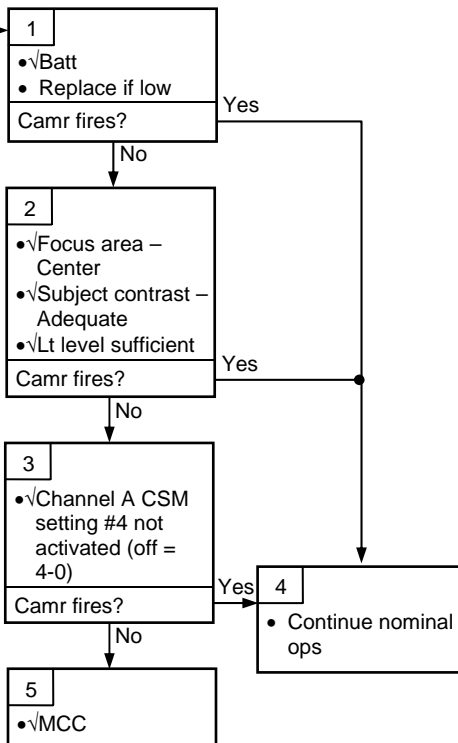 1
•√Batt
• Replace if low
Camr fires?
Yes
No
2
•√Focus area –
Center
•√Subject contrast –
Adequate
•√Lt level sufficient
Camr fires?
Yes
No
3
•√Channel A CSM
setting #4 not
activated (off =
4-0)
Camr fires?
Yes
No
4
• Continue nominal
ops
5
•√MCC